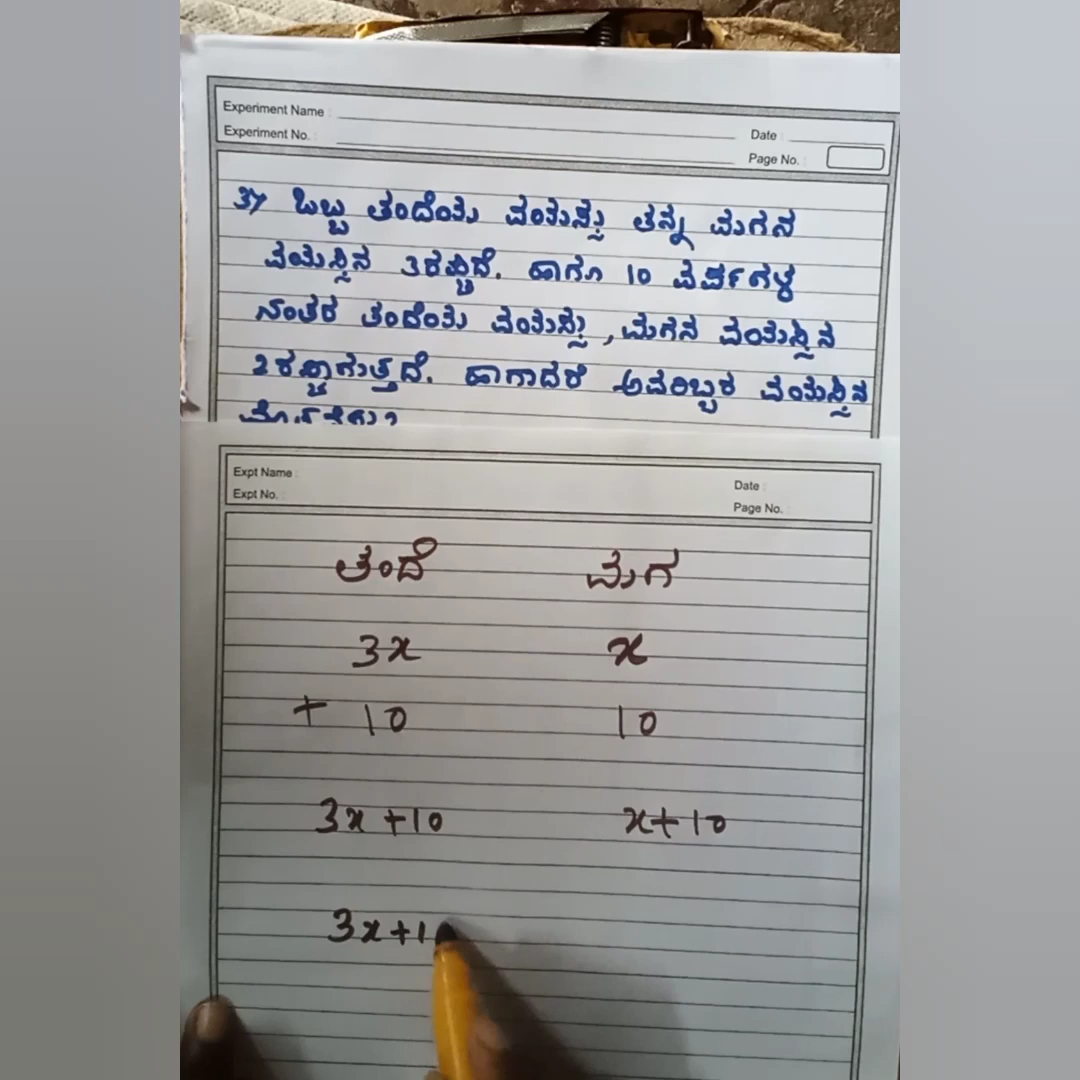 Experiment Name :
Date :
Experiment No. :
Page No. :
3) ಒಬ್ಬ ತಂದೆಯ ವಯಸ್ಸು ತನ್ನ ಮಗನ
ವಯಸ್ಸಿನ 3ರಷ್ಟಿದೆ. ಹಾಗೂ 10 ವರ್ಷಗಳ
ನಂತರ ತಂದೆಯ ವಯಸ್ಸು, ಮಗನ ವಯಸ್ಸಿನ
2ರಷ್ಟಾಗುತ್ತದೆ. ಹಾಗಾದರೆ ಅವರಿಬ್ಬರ ವಯಸ್ಸಿನ
Expt Name :
Date :
Expt No. :
Page No. :
ತಂದೆ ಮಗ
3x x
+ 10 10
3x +10 x+10
3x+1